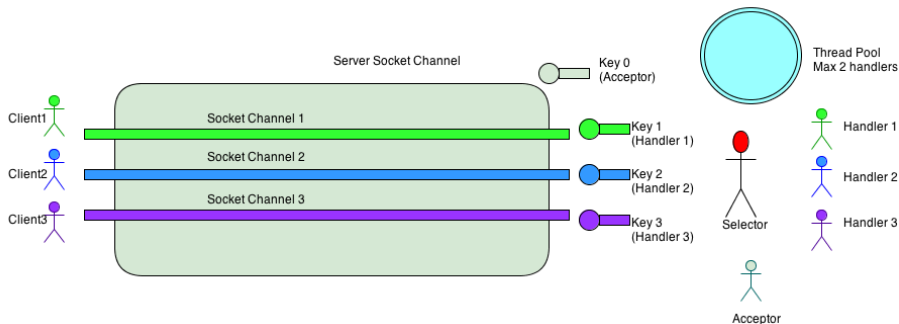 Server Socket Channel
Key 0
(Acceptor)
Thread Pool
Max 2 handlers
Client1
Socket Channel 1
Key 1
(Handler 1)
Handler 1
Client2
Socket Channel 2
Key 2
(Handler 2)
Handler 2
Client3
Socket Channel 3
Key 3
(Handler 3)
Selector
Handler 3
Acceptor